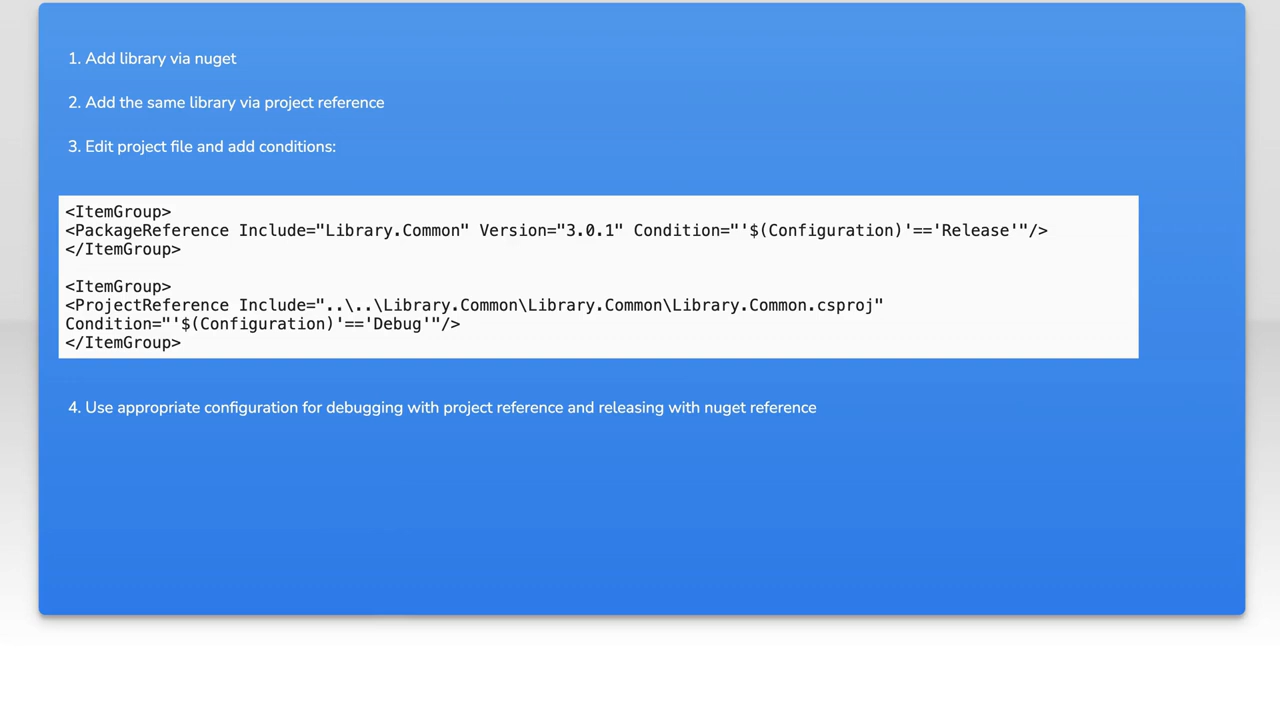 1. Add library via nuget
2. Add the same library via project reference
3. Edit project file and add conditions:
<ItemGroup>
<PackageReference Include="Library.Common" Version="3.0.1" Condition="'$(Configuration)'=='Release'"/>
</ItemGroup>
<ItemGroup>
<ProjectReference Include="..\..\Library.Common\Library.Common\Library.Common.csproj"
Condition="'$(Configuration)'=='Debug'"/>
</ItemGroup>
4. Use appropriate configuration for debugging with project reference and releasing with nuget reference